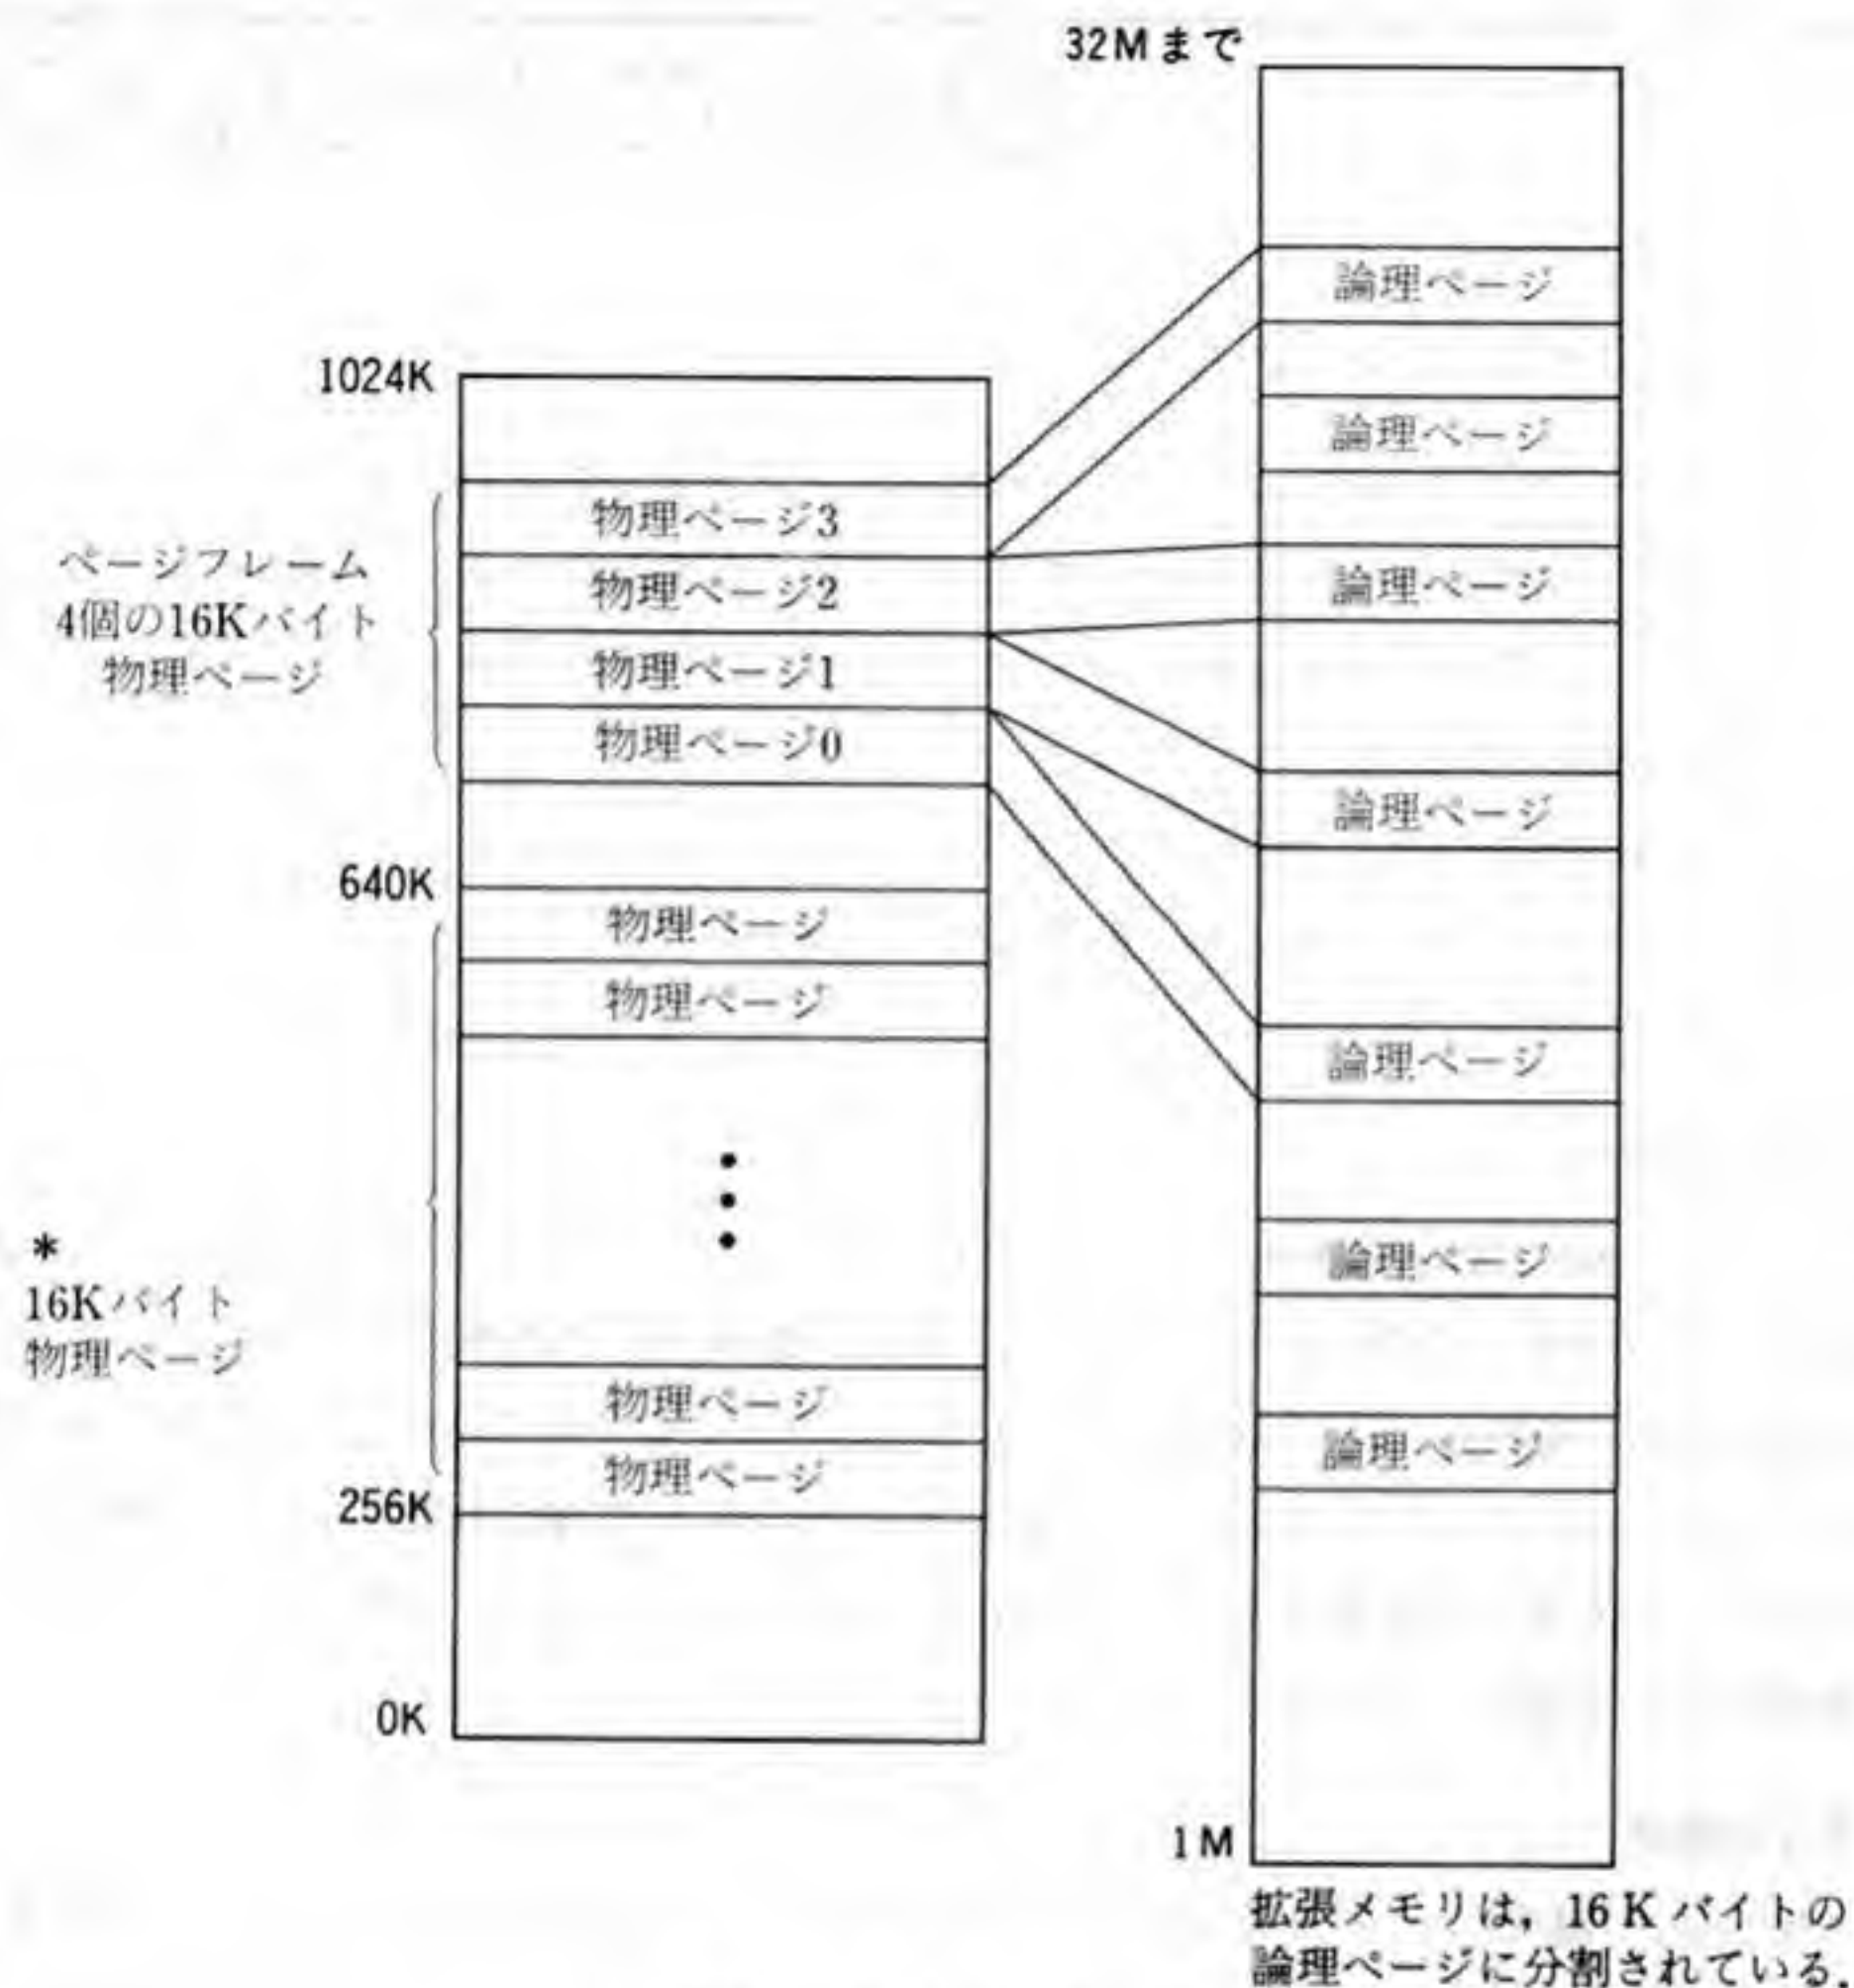 32Mまで
論理ページ
論理ページ
論理ページ
論理ページ
論理ページ
論理ページ
論理ページ
1M
拡張メモリは，16Kバイトの
論理ページに分割されている．
1024K
物理ページ3
物理ページ2
物理ページ1
物理ページ0
ページフレーム
4個の16Kバイト
物理ページ
640K
物理ページ
物理ページ
物理ページ
物理ページ
*
16Kバイト
物理ページ
256K
0K